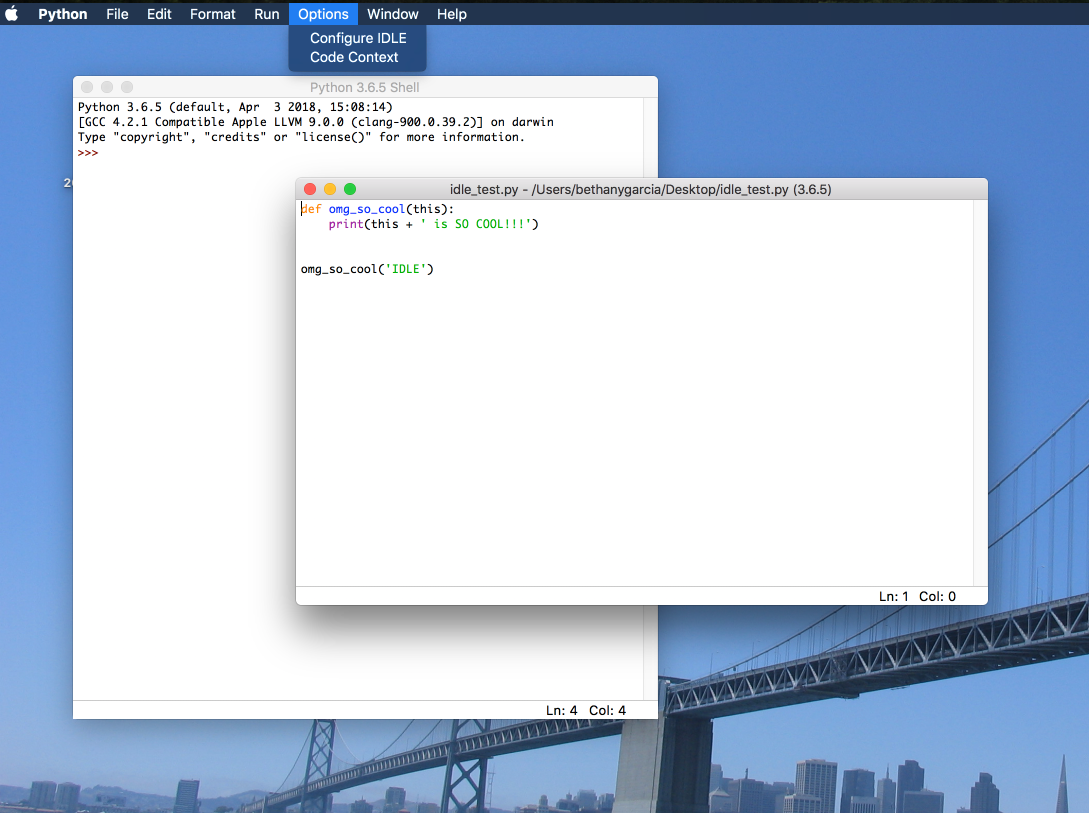 Python File Edit Format Run Options Window Help
Configure IDLE
Code Context
Python 3.6.5 Shell
Python 3.6.5 (default, Apr  3 2018, 15:08:14)
[GCC 4.2.1 Compatible Apple LLVM 9.0.0 (clang-900.0.39.2)] on darwin
Type "copyright", "credits" or "license()" for more information.
>>>
idle_test.py - /Users/bethanygarcia/Desktop/idle_test.py (3.6.5)
def omg_so_cool(this):
    print(this + ' is SO COOL!!!')
omg_so_cool('IDLE')
Ln: 1 Col: 0
Ln: 4 Col: 4